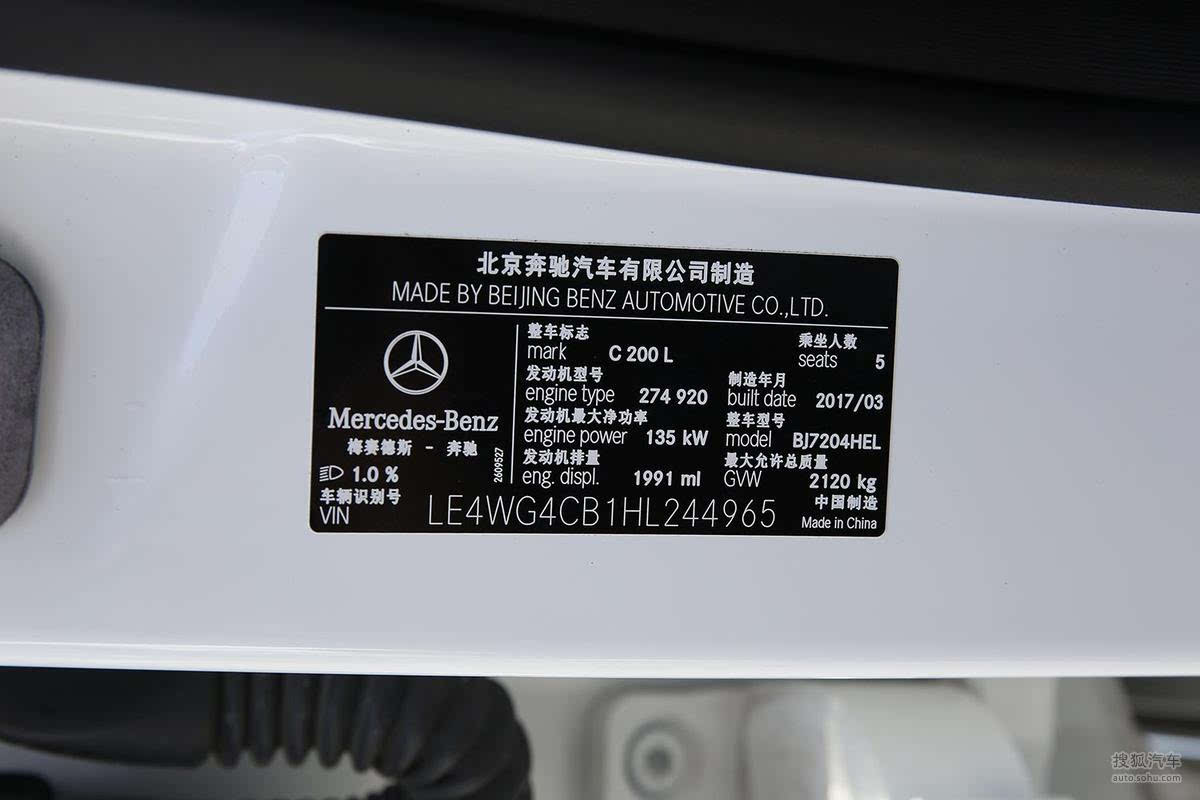 北京奔驰汽车有限公司制造
MADE BY BEIJING BENZ AUTOMOTIVE CO.,LTD.
Mercedes-Benz
梅赛德斯 - 奔驰
1.0 %
2609527
整车标志
mark C 200 L
乘坐人数
seats 5
发动机型号
engine type 274 920
制造年月
built date 2017/03
发动机最大净功率
engine power 135 kW
整车型号
model BJ7204HEL
发动机排量
eng. displ. 1991 ml
最大允许总质量
GVW 2120 kg
车辆识别号
VIN LE4WG4CB1HL244965
中国制造
Made in China
搜狐汽车
auto.sohu.com